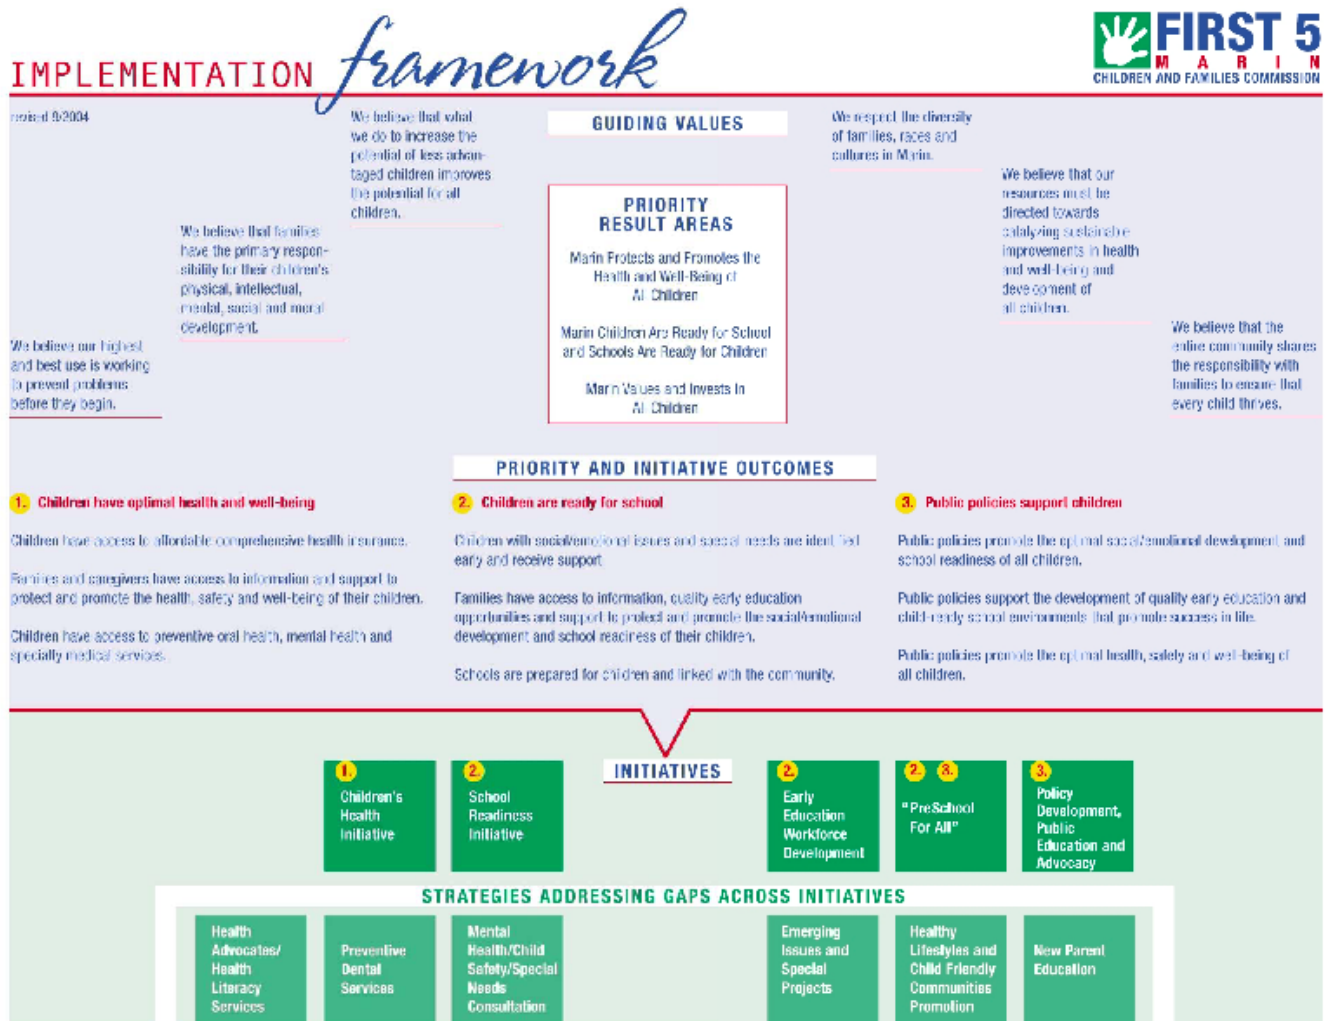 IMPLEMENTATION framework
FIRST 5
MARIN
CHILDREN AND FAMILIES COMMISSION
revised 9/2004
GUIDING VALUES
We believe our highest
and best use is working
to prevent problems
before they begin.
We believe that families
have the primary respon-
sibility for their children's
physical, intellectual,
mental, social and moral
development.
We believe that what
we do to increase the
potential of less advan-
taged children improves
the potential for all
children.
We respect the diversity
of families, races and
cultures in Marin.
We believe that our
resources must be
directed towards
catalyzing sustainable
improvements in health
and well-being and
development of
all children.
We believe that the
entire community shares
the responsibility with
families to ensure that
every child thrives.
PRIORITY
RESULT AREAS
Marin Protects and Promotes the
Health and Well-Being of
All Children
Marin Children Are Ready for School
and Schools Are Ready for Children
Marin Values and Invests In
All Children
PRIORITY AND INITIATIVE OUTCOMES
1. Children have optimal health and well-being
Children have access to affordable comprehensive health insurance.
Families and caregivers have access to information and support to
protect and promote the health, safety and well-being of their children.
Children have access to preventive oral health, mental health and
specialty medical services.
2. Children are ready for school
Children with social/emotional issues and special needs are identified
early and receive support
Families have access to information, quality early education
opportunities and support to protect and promote the social/emotional
development and school readiness of their children.
Schools are prepared for children and linked with the community.
3. Public policies support children
Public policies promote the optimal social/emotional development and
school readiness of all children.
Public policies support the development of quality early education and
child-ready school environments that promote success in life.
Public policies promote the optimal health, safety and well-being of
all children.
INITIATIVES
1.
Children's
Health
Initiative
2.
School
Readiness
Initiative
2.
Early
Education
Workforce
Development
2. 3.
"PreSchool
For All"
3.
Policy
Development,
Public
Education and
Advocacy
STRATEGIES ADDRESSING GAPS ACROSS INITIATIVES
Health
Advocates/
Health
Literacy
Services
Preventive
Dental
Services
Mental
Health/Child
Safety/Special
Needs
Consultation
Emerging
Issues and
Special
Projects
Healthy
Lifestyles and
Child Friendly
Communities
Promotion
New Parent
Education